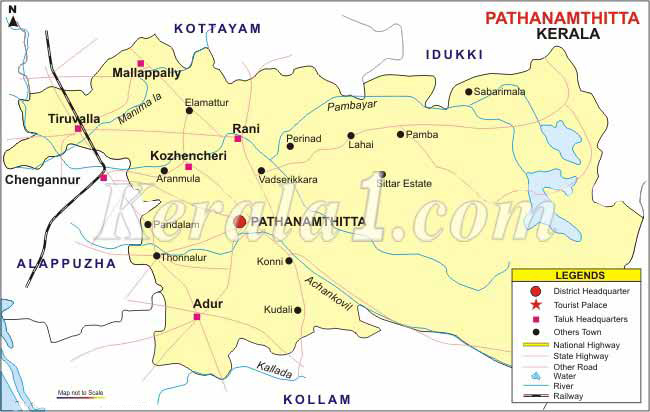 N
KOTTAYAM
PATHANAMTHITTA
KERALA
IDUKKI
Mallappally
Sabarimala
Elamattur
Manima la
Pambayar
Tiruvalla
Rani
Perinad
Lahai
Pamba
Kozhencheri
Chengannur
Aranmula
Vadserikkara
Sittar Estate
Kerala1.com
Pandalam
PATHANAMTHITTA
ALAPPUZHA
Thonnalur
Konni
Achankovil
Adur
Kudali
Kallada
KOLLAM
Map not to Scale
LEGENDS
District Headquarter
Tourist Palace
Taluk Headquarters
Others Town
National Highway
State Highway
Other Road
Water
River
Railway